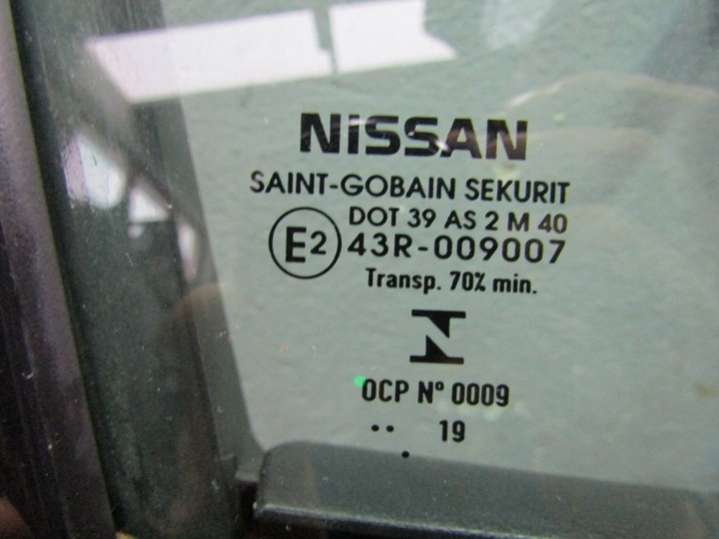 NISSAN
SAINT-GOBAIN SEKURIT
DOT 39 AS 2 M 40
E2 43R-009007
Transp. 70% min.
OCP Nº 0009
.. 19
.